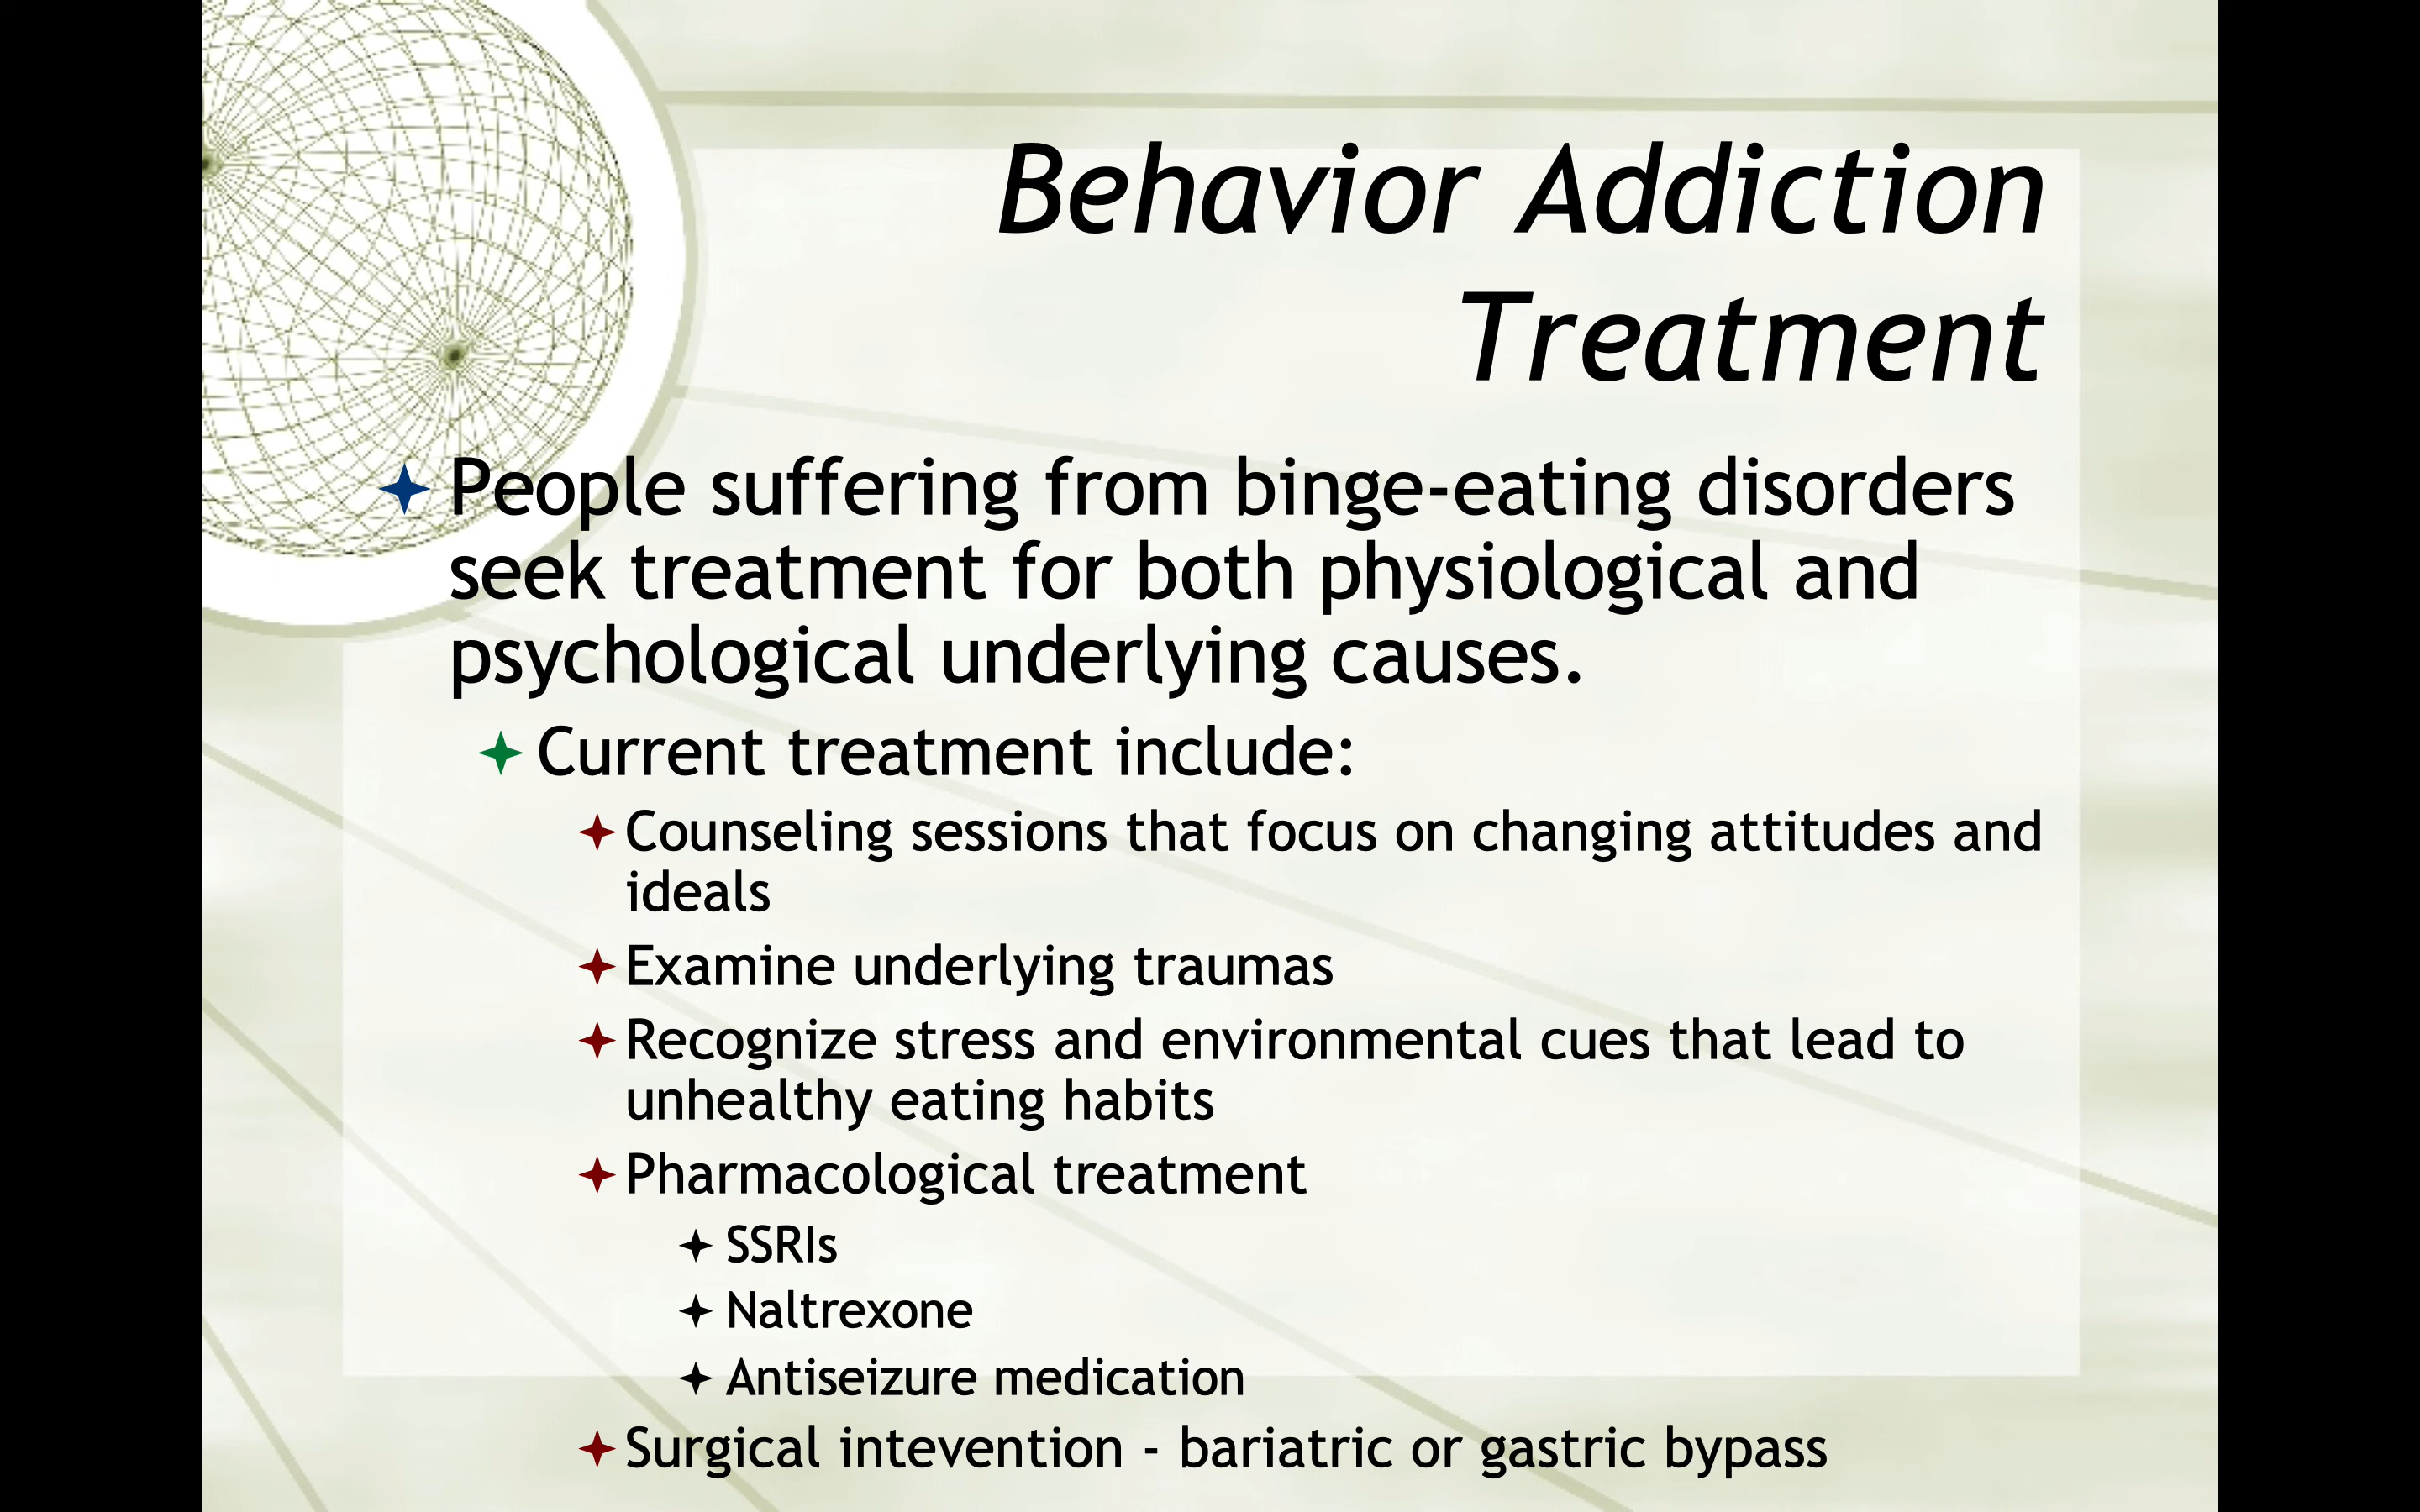 Behavior Addiction
Treatment
People suffering from binge-eating disorders
seek treatment for both physiological and
psychological underlying causes.
Current treatment include:
Counseling sessions that focus on changing attitudes and
ideals
Examine underlying traumas
Recognize stress and environmental cues that lead to
unhealthy eating habits
Pharmacological treatment
SSRIs
Naltrexone
Antiseizure medication
Surgical intevention - bariatric or gastric bypass